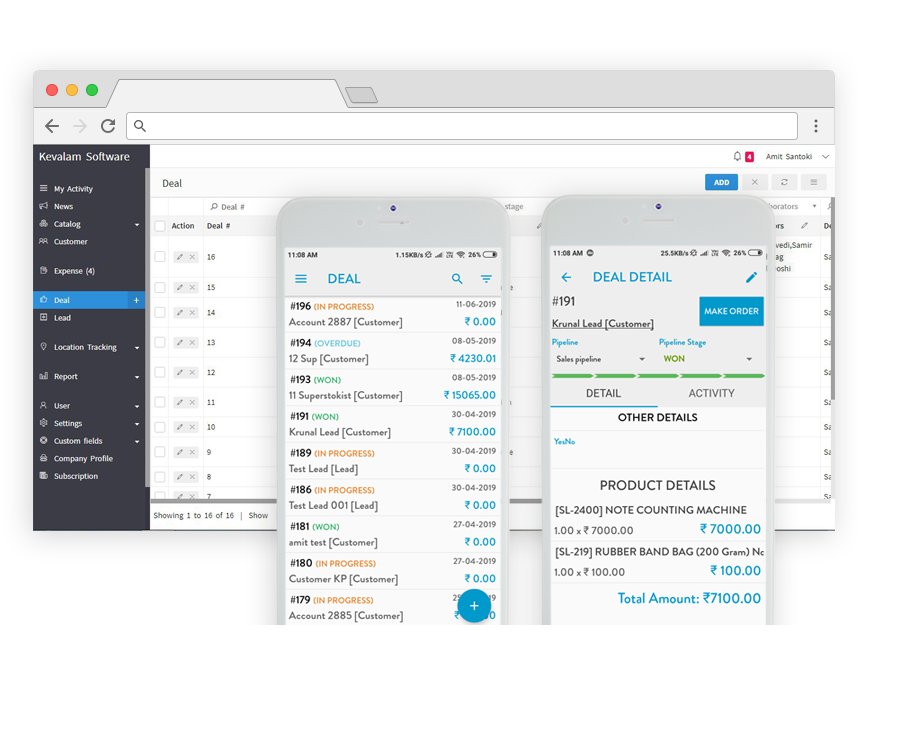 Kevalam Software
4 Amit Santoki
My Activity
News
Catalog
Customer
Expense (4)
Deal +
Lead
Location Tracking
Report
User
Settings
Custom fields
Company Profile
Subscription
Deal
ADD
Deal #
stage
Action Deal #
16
15
14
13
12
11
10
9
8
7
Showing 1 to 16 of 16 | Show
11:08 AM 1.15KB/s 26%
DEAL
#196 (IN PROGRESS) 11-06-2019
Account 2887 [Customer] ₹ 0.00
#194 (OVERDUE) 08-05-2019
12 Sup [Customer] ₹ 4230.01
#193 (WON) 08-05-2019
11 Superstokist [Customer] ₹ 15065.00
#191 (WON) 30-04-2019
Krunal Lead [Customer] ₹ 7100.00
#189 (IN PROGRESS) 30-04-2019
Test Lead [Lead] ₹ 0.00
#186 (IN PROGRESS) 30-04-2019
Test Lead 001 [Lead] ₹ 0.00
#181 (WON) 27-04-2019
amit test [Customer] ₹ 0.00
#180 (IN PROGRESS) 27-04-2019
Customer KP [Customer] ₹ 0.00
#179 (IN PROGRESS)
Account 2885 [Customer]
+
11:08 AM 25.5KB/s 26%
DEAL DETAIL
#191
MAKE ORDER
Krunal Lead [Customer]
Pipeline Pipeline Stage
Sales pipeline WON
DETAIL ACTIVITY
OTHER DETAILS
YesNo
PRODUCT DETAILS
[SL-2400] NOTE COUNTING MACHINE
1.00 x ₹ 7000.00 ₹ 7000.00
[SL-219] RUBBER BAND BAG (200 Gram) No
1.00 x ₹ 100.00 ₹ 100.00
Total Amount: ₹7100.00